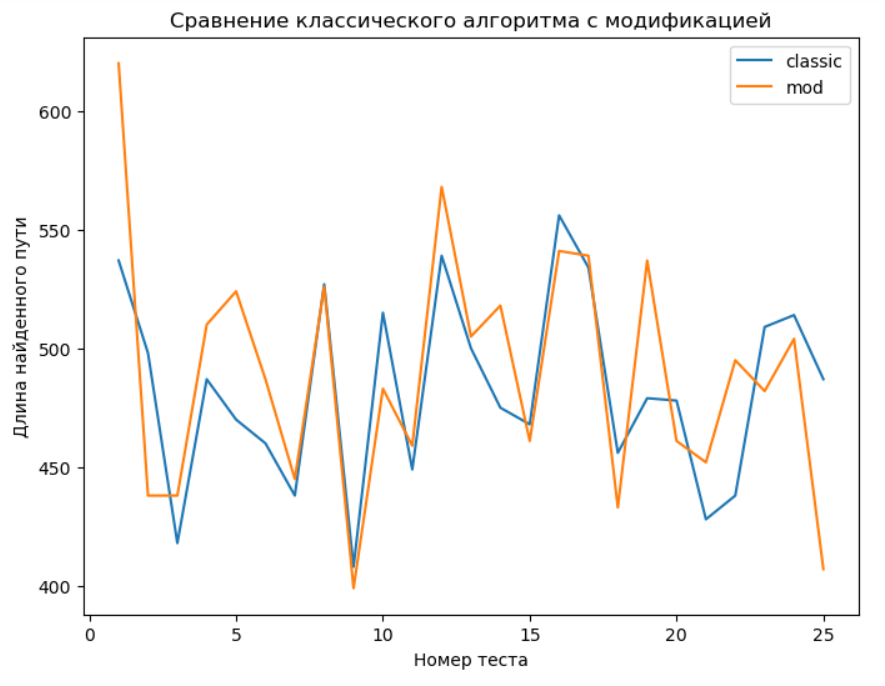 Сравнение классического алгоритма с модификацией
classic
mod
Длина найденного пути
600
550
500
450
400
0 5 10 15 20 25
Номер теста